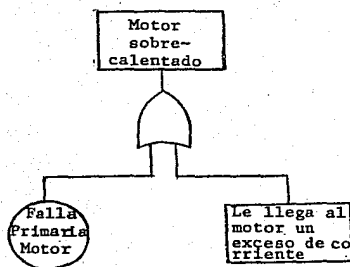 Motor
sobre-
calentado
Falla
Primaria
Motor
Le llega al
motor un
exceso de co
rriente